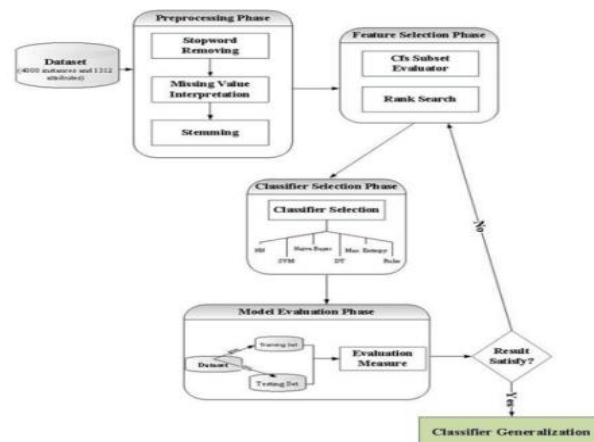 Preprocessing Phase
Stopword
Removing
Missing Value
Interpretation
Stemming
Dataset
(4000 instances and 1312
attributes)
Feature Selection Phase
Cfs Subset
Evaluator
Rank Search
Classifier Selection Phase
Classifier Selection
Naive Bayes
Max. Entropy
SVM
DT
Rules
Model Evaluation Phase
Dataset
Training Set
Testing Set
Evaluation
Measure
Result
Satisfy?
No
Yes
Classifier Generalization